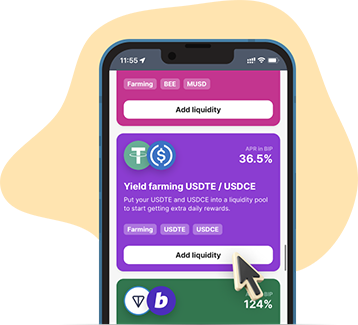 11:55
Farming BEE MUSD
Add liquidity
APR in BIP
36.5%
Yield farming USDTE / USDCE
Put your USDTE and USDCE into a liquidity pool
to start getting extra daily rewards.
Farming USDTE USDCE
Add liquidity
BIP
124%